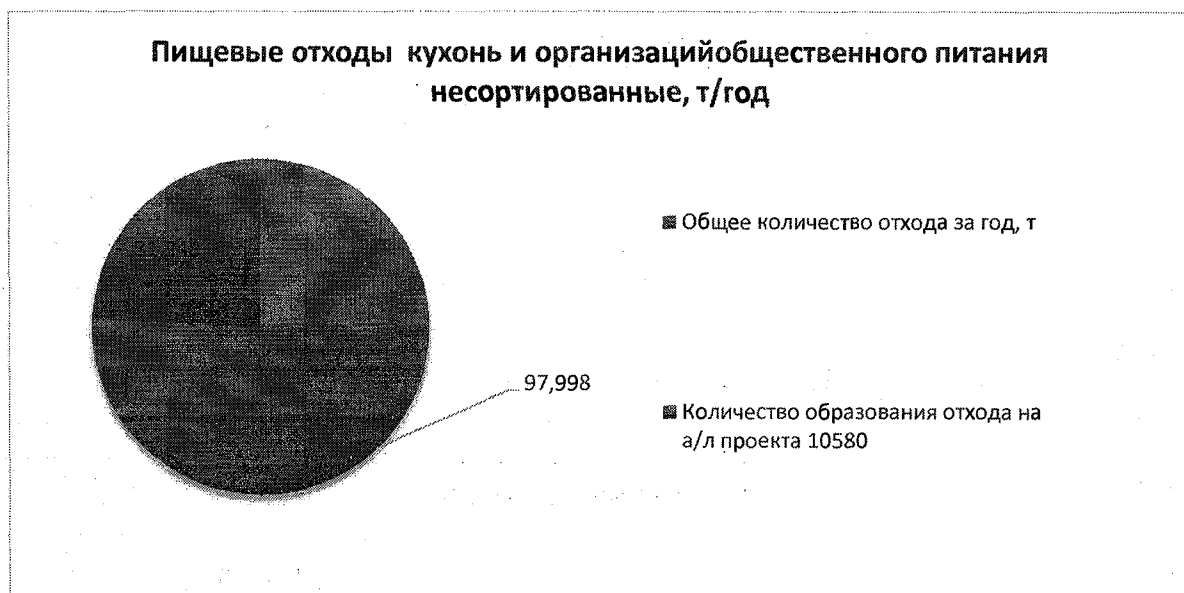 Пищевые отходы кухонь и организацийобщественного питания
несортированные, т/год
Общее количество отхода за год, т
97,998
Количество образования отхода на
а/л проекта 10580